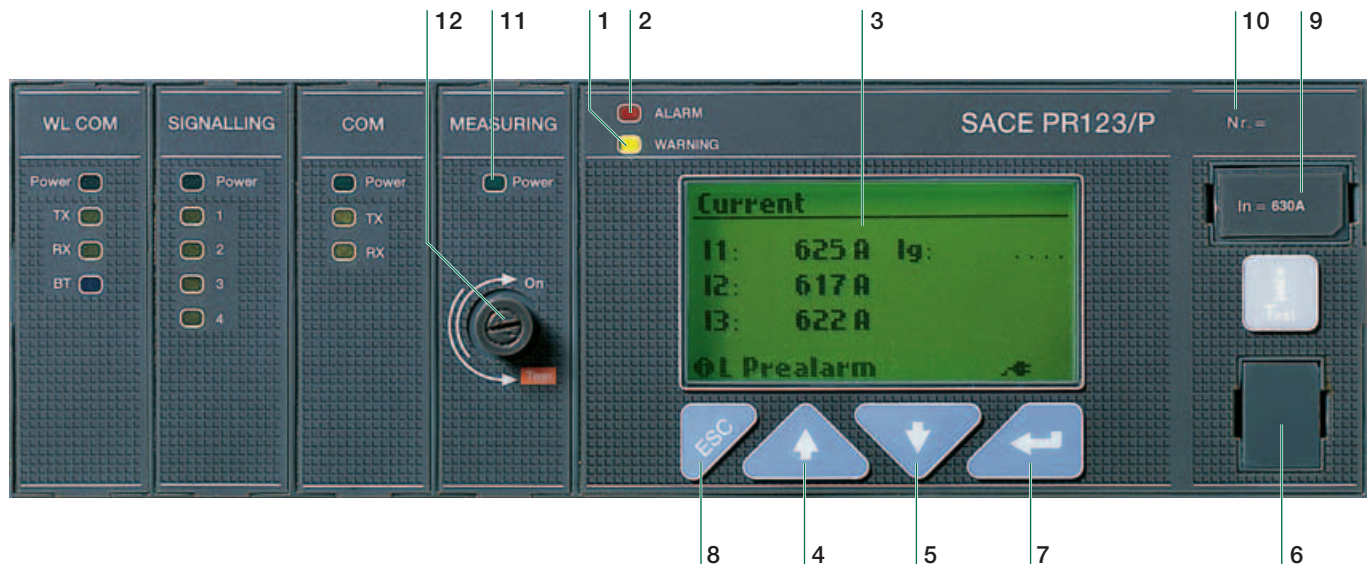 12 11 1 2 3 10 9
WL COM
Power
TX
RX
BT
SIGNALLING
Power
1
2
3
4
COM
Power
TX
RX
MEASURING
Power
On
Test
ALARM
WARNING
SACE PR123/P
Current
I1: 625 A Ig: ....
I2: 617 A
I3: 622 A
L Prealarm
ESC
Nr. =
In = 630A
i
Test
8 4 5 7 6